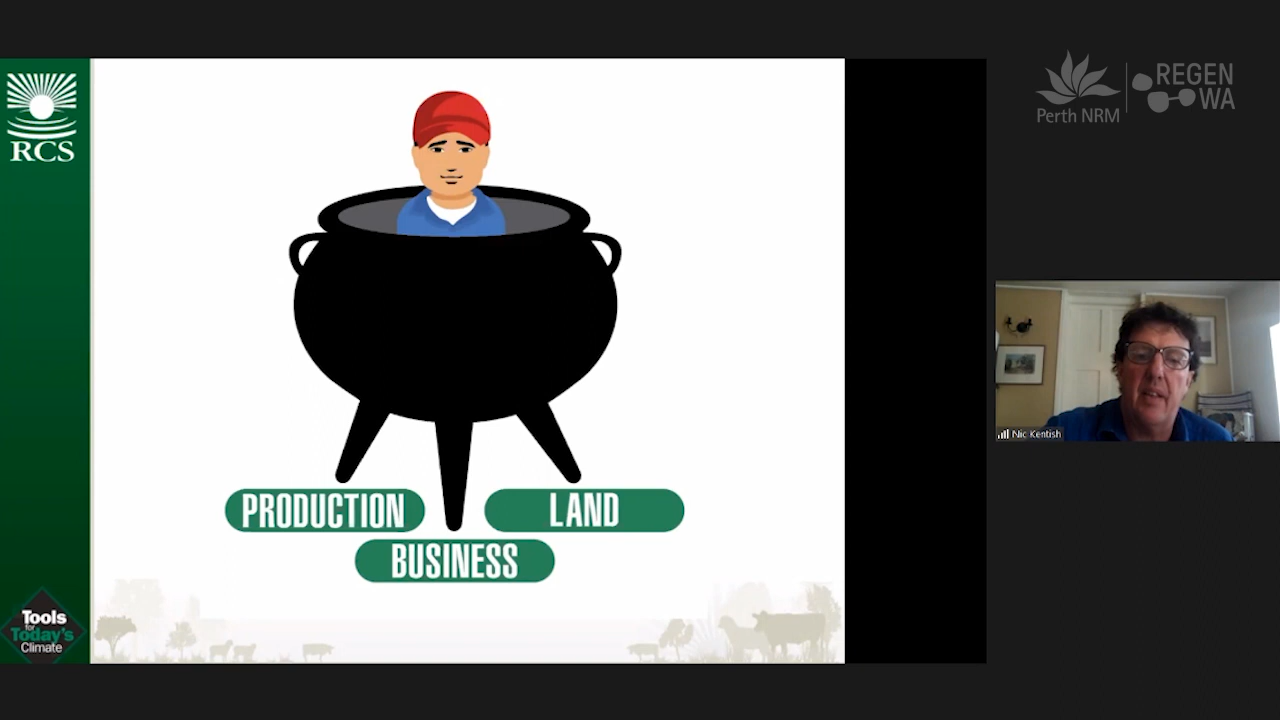 RCS
PRODUCTION
LAND
BUSINESS
Tools
for
Today's
Climate
Perth NRM
REGEN
WA
Nic Kentish